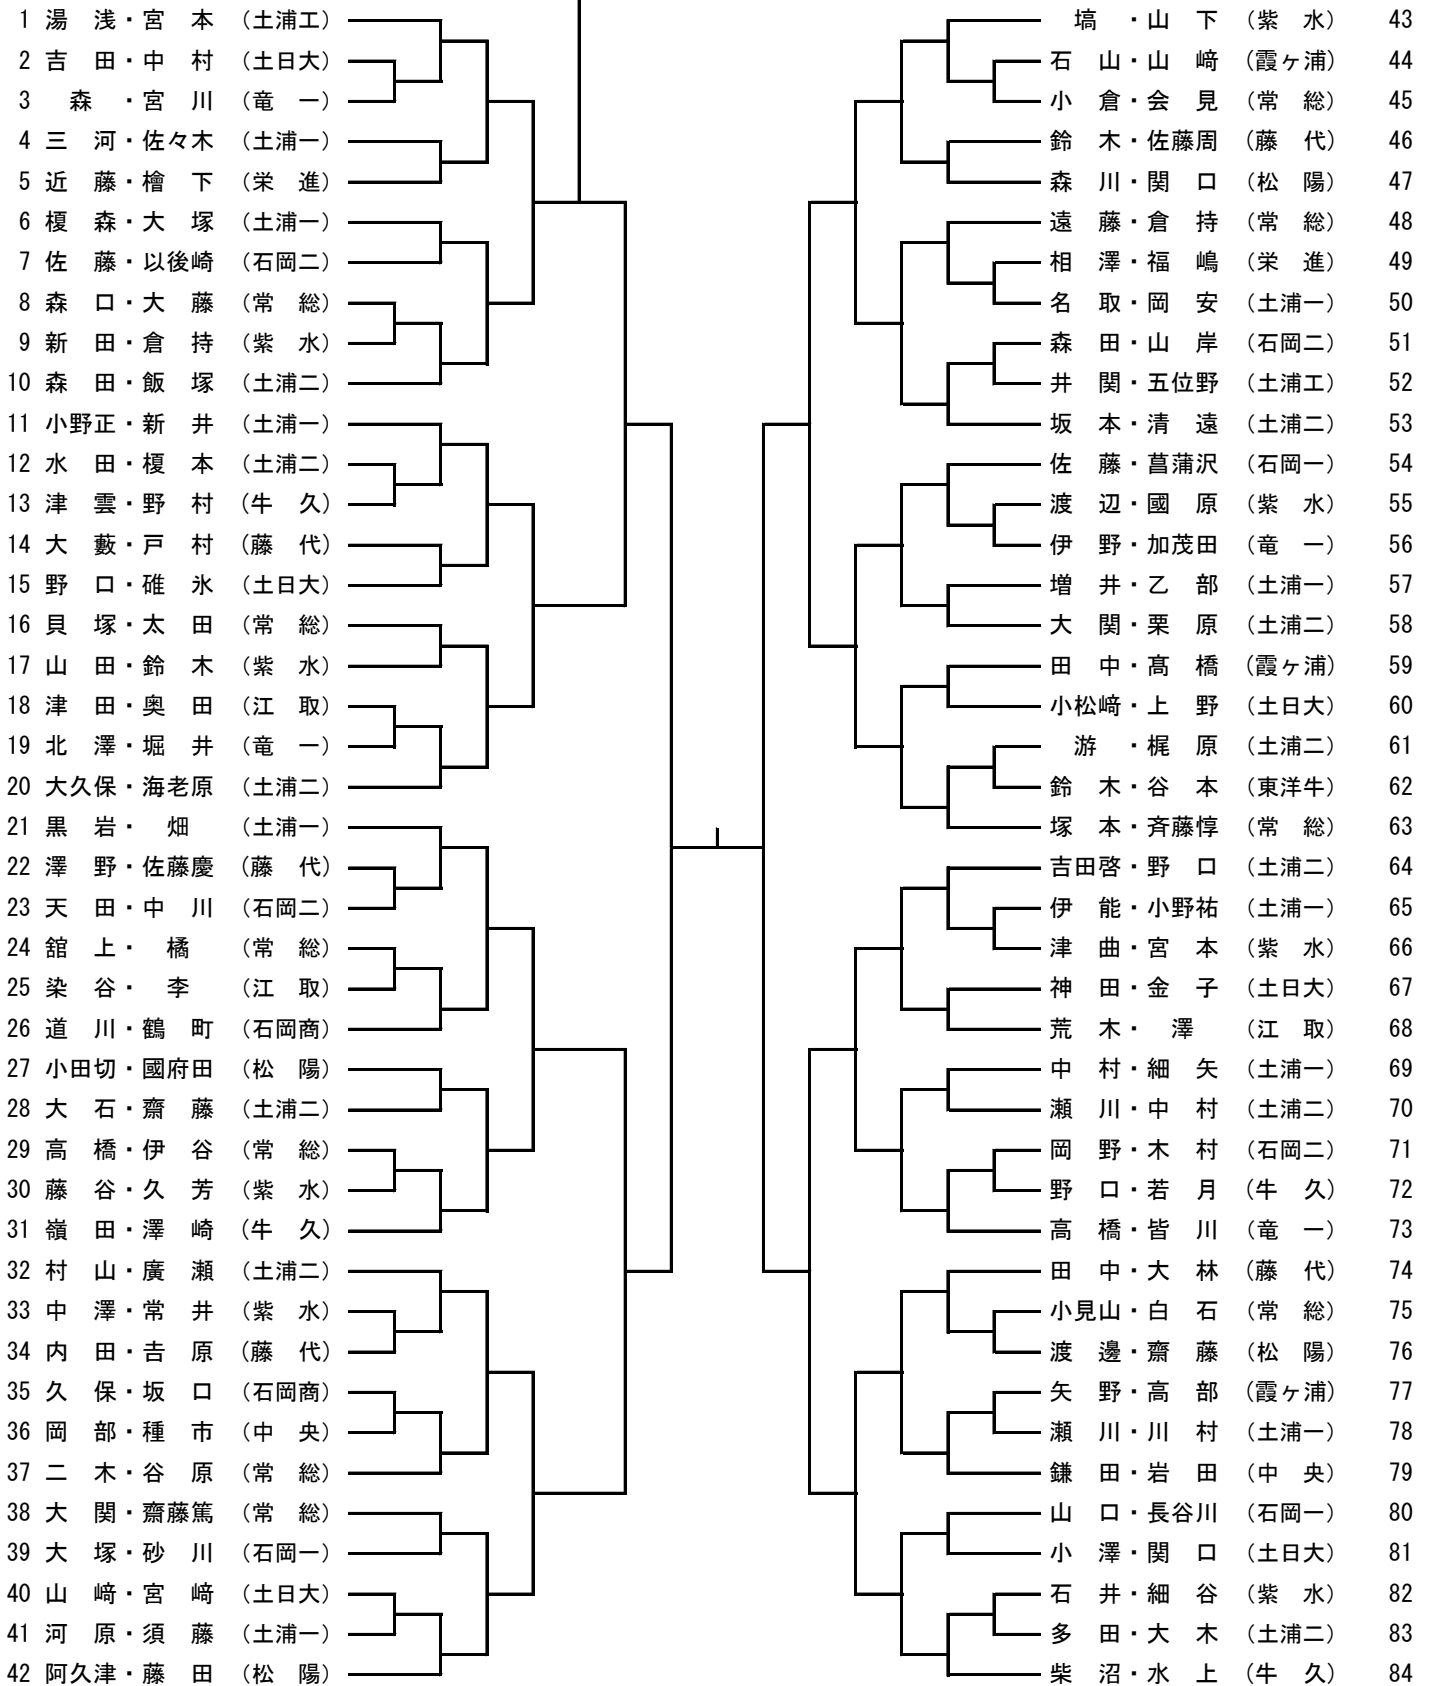 1 湯 浅・宮 本 (土浦工)
2 吉 田・中 村 (土日大)
3 森 ・宮 川 (竜 一)
4 三 河・佐々木 (土浦一)
5 近 藤・檜 下 (栄 進)
6 榎 森・大 塚 (土浦一)
7 佐 藤・以後崎 (石岡二)
8 森 口・大 藤 (常 総)
9 新 田・倉 持 (紫 水)
10 森 田・飯 塚 (土浦二)
11 小野正・新 井 (土浦一)
12 水 田・榎 本 (土浦二)
13 津 雲・野 村 (牛 久)
14 大 藪・戸 村 (藤 代)
15 野 口・碓 氷 (土日大)
16 貝 塚・太 田 (常 総)
17 山 田・鈴 木 (紫 水)
18 津 田・奥 田 (江 取)
19 北 澤・堀 井 (竜 一)
20 大久保・海老原 (土浦二)
21 黒 岩・ 畑 (土浦一)
22 澤 野・佐藤慶 (藤 代)
23 天 田・中 川 (石岡二)
24 舘 上・ 橘 (常 総)
25 染 谷・ 李 (江 取)
26 道 川・鶴 町 (石岡商)
27 小田切・國府田 (松 陽)
28 大 石・齋 藤 (土浦二)
29 高 橋・伊 谷 (常 総)
30 藤 谷・久 芳 (紫 水)
31 嶺 田・澤 崎 (牛 久)
32 村 山・廣 瀬 (土浦二)
33 中 澤・常 井 (紫 水)
34 内 田・𠮷 原 (藤 代)
35 久 保・坂 口 (石岡商)
36 岡 部・種 市 (中 央)
37 二 木・谷 原 (常 総)
38 大 関・齋藤篤 (常 総)
39 大 塚・砂 川 (石岡一)
40 山 﨑・宮 﨑 (土日大)
41 河 原・須 藤 (土浦一)
42 阿久津・藤 田 (松 陽)
塙 ・山 下 (紫 水) 43
石 山・山 﨑 (霞ヶ浦) 44
小 倉・会 見 (常 総) 45
鈴 木・佐藤周 (藤 代) 46
森 川・関 口 (松 陽) 47
遠 藤・倉 持 (常 総) 48
相 澤・福 嶋 (栄 進) 49
名 取・岡 安 (土浦一) 50
森 田・山 岸 (石岡二) 51
井 関・五位野 (土浦工) 52
坂 本・清 遠 (土浦二) 53
佐 藤・菖蒲沢 (石岡一) 54
渡 辺・國 原 (紫 水) 55
伊 野・加茂田 (竜 一) 56
増 井・乙 部 (土浦一) 57
大 関・栗 原 (土浦二) 58
田 中・髙 橋 (霞ヶ浦) 59
小松﨑・上 野 (土日大) 60
游 ・梶 原 (土浦二) 61
鈴 木・谷 本 (東洋牛) 62
塚 本・斉藤惇 (常 総) 63
吉田啓・野 口 (土浦二) 64
伊 能・小野祐 (土浦一) 65
津 曲・宮 本 (紫 水) 66
神 田・金 子 (土日大) 67
荒 木・ 澤 (江 取) 68
中 村・細 矢 (土浦一) 69
瀬 川・中 村 (土浦二) 70
岡 野・木 村 (石岡二) 71
野 口・若 月 (牛 久) 72
高 橋・皆 川 (竜 一) 73
田 中・大 林 (藤 代) 74
小見山・白 石 (常 総) 75
渡 邊・齋 藤 (松 陽) 76
矢 野・高 部 (霞ヶ浦) 77
瀬 川・川 村 (土浦一) 78
鎌 田・岩 田 (中 央) 79
山 口・長谷川 (石岡一) 80
小 澤・関 口 (土日大) 81
石 井・細 谷 (紫 水) 82
多 田・大 木 (土浦二) 83
柴 沼・水 上 (牛 久) 84